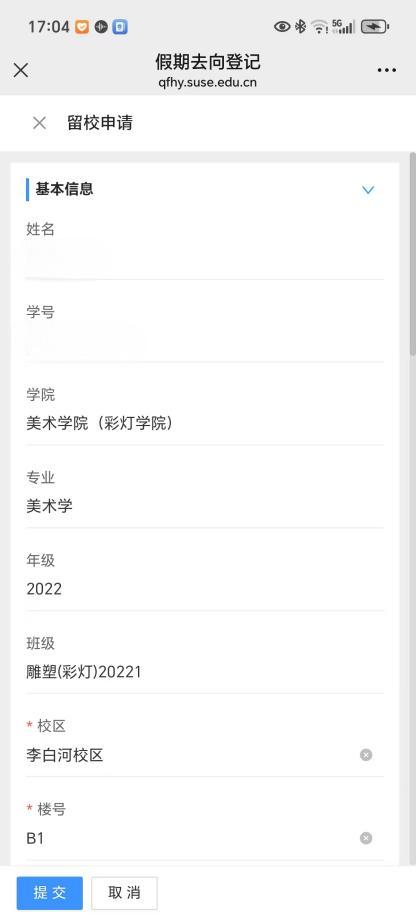 17:04
5G
假期去向登记
qfhy.suse.edu.cn
留校申请
基本信息
姓名
学号
学院
美术学院（彩灯学院）
专业
美术学
年级
2022
班级
雕塑(彩灯)20221
* 校区
李白河校区
* 楼号
B1
提 交
取 消